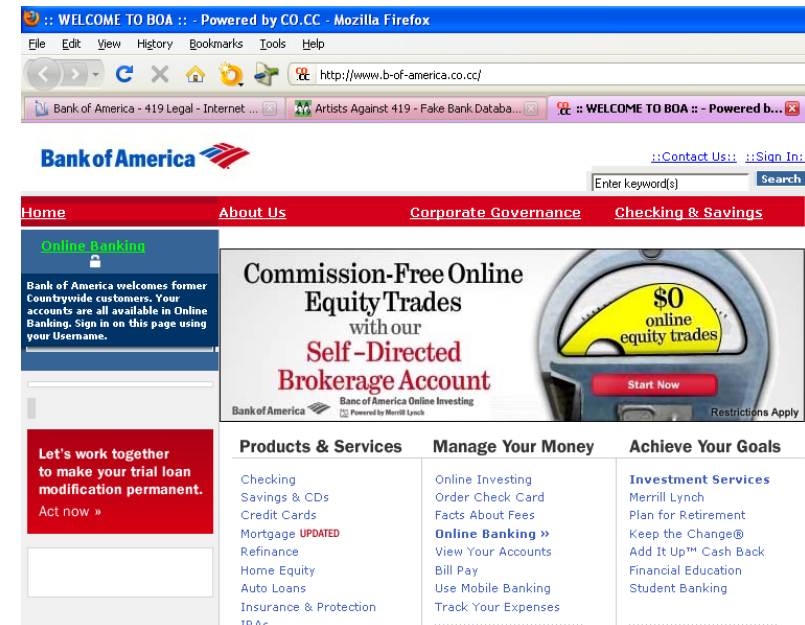 :: WELCOME TO BOA :: - Powered by CO.CC - Mozilla Firefox
File Edit View History Bookmarks Tools Help
http://www.b-of-america.co.cc/
Bank of America - 419 Legal - Internet ... Artists Against 419 - Fake Bank Databa... :: WELCOME TO BOA :: - Powered b...
Bank of America
::Contact Us:: ::Sign In:
Enter keyword(s) Search
Home About Us Corporate Governance Checking & Savings
Online Banking
Bank of America welcomes former
Countrywide customers. Your
accounts are all available in Online
Banking. Sign in on this page using
your Username.
Commission-Free Online
Equity Trades
with our
Self-Directed
Brokerage Account
Bank of America Banc of America Online Investing
Powered by Merrill Lynch
$0
online
equity trades
Start Now
Restrictions Apply
Let's work together
to make your trial loan
modification permanent.
Act now »
Products & Services
Checking
Savings & CDs
Credit Cards
Mortgage UPDATED
Refinance
Home Equity
Auto Loans
Insurance & Protection
IRAs
Manage Your Money
Online Investing
Order Check Card
Facts About Fees
Online Banking »
View Your Accounts
Bill Pay
Use Mobile Banking
Track Your Expenses
Achieve Your Goals
Investment Services
Merrill Lynch
Plan for Retirement
Keep the Change®
Add It Up™ Cash Back
Financial Education
Student Banking